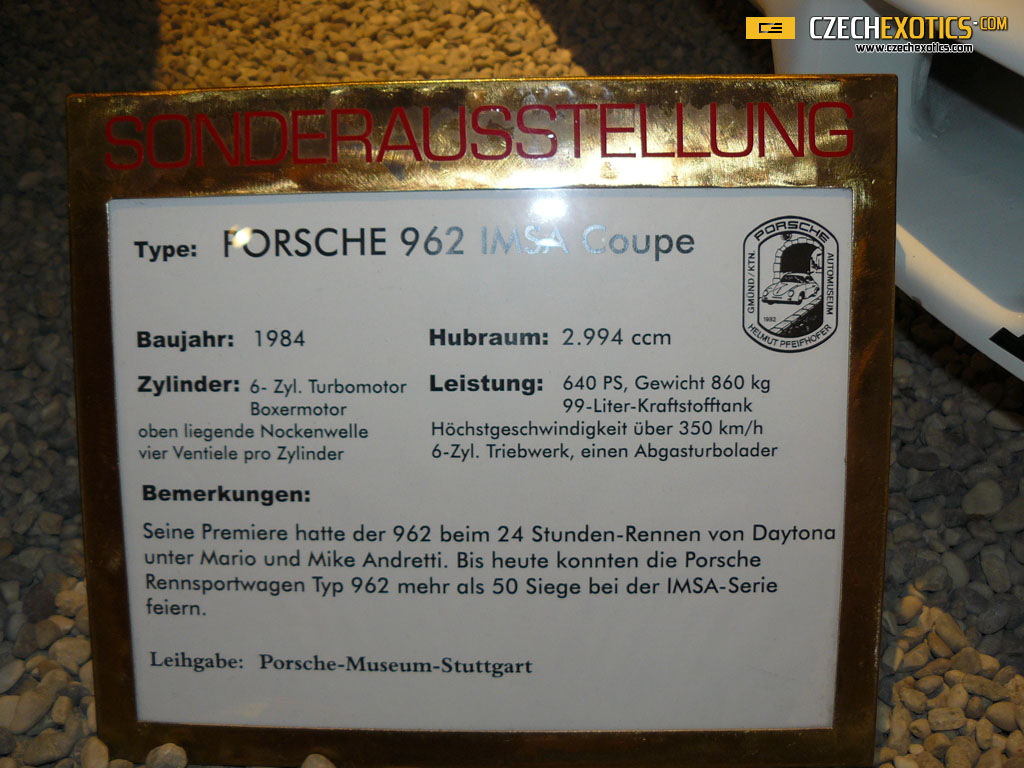 CZECHEXOTICS.COM
www.czechexotics.com
SONDERAUSSTELLUNG
Type: PORSCHE 962 IMSA Coupe
PORSCHE
GMÜND/KTN.
AUTOMUSEUM
1982
HELMUT PFEIFHOFER
Baujahr: 1984
Hubraum: 2.994 ccm
Zylinder: 6- Zyl. Turbomotor
Boxermotor
oben liegende Nockenwelle
vier Ventiele pro Zylinder
Leistung: 640 PS, Gewicht 860 kg
99-Liter-Kraftstofftank
Höchstgeschwindigkeit über 350 km/h
6-Zyl. Triebwerk, einen Abgasturbolader
Bemerkungen:
Seine Premiere hatte der 962 beim 24 Stunden-Rennen von Daytona
unter Mario und Mike Andretti. Bis heute konnten die Porsche
Rennsportwagen Typ 962 mehr als 50 Siege bei der IMSA-Serie
feiern.
Leihgabe: Porsche-Museum-Stuttgart